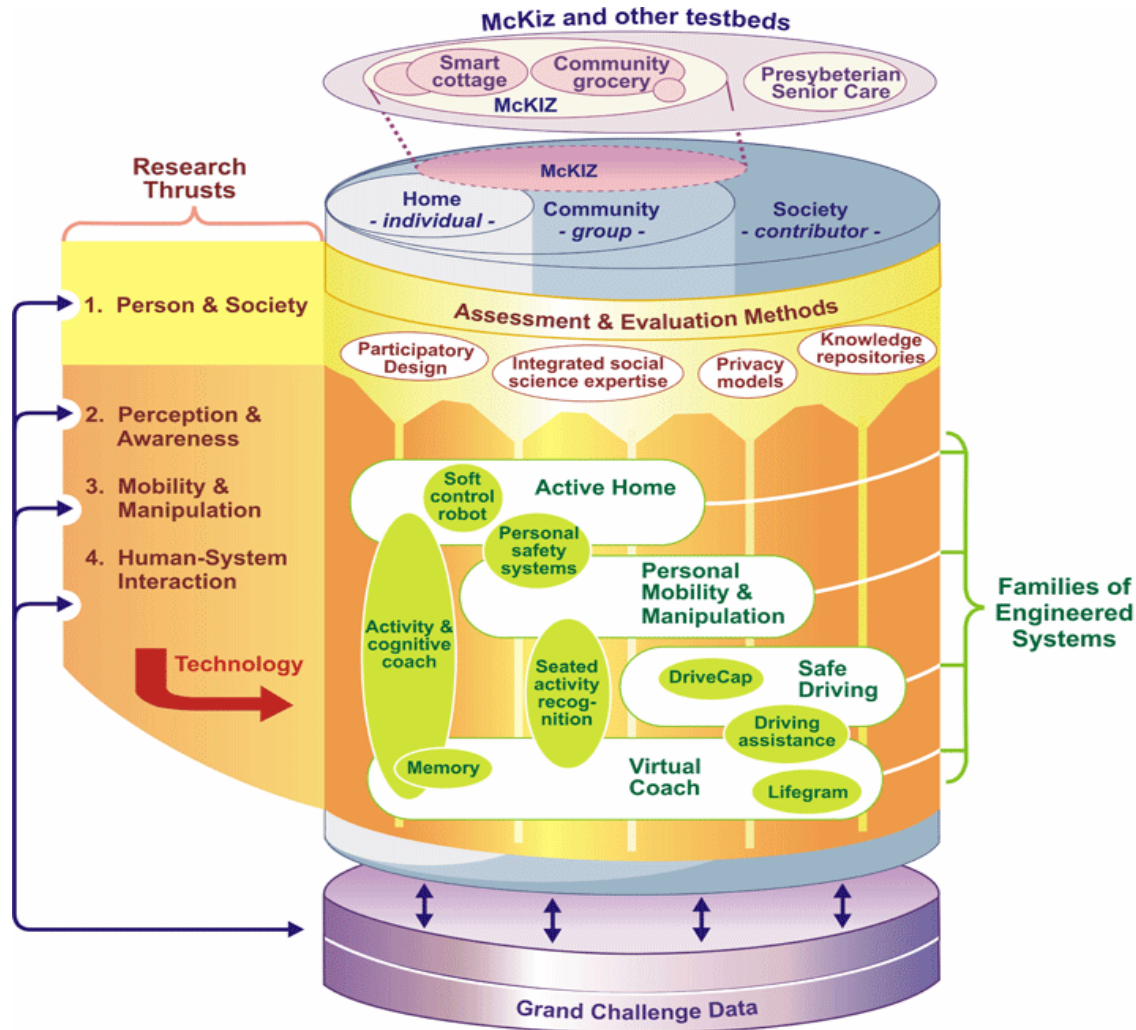 McKiz and other testbeds
Smart
cottage
Community
grocery
McKIZ
Presybeterian
Senior Care
McKIZ
Home
- individual -
Community
- group -
Society
- contributor -
Research
Thrusts
1. Person & Society
2. Perception &
Awareness
3. Mobility &
Manipulation
4. Human-System
Interaction
Technology
Assessment & Evaluation Methods
Participatory
Design
Integrated social
science expertise
Privacy
models
Knowledge
repositories
Soft
control
robot
Active Home
Personal
safety
systems
Personal
Mobility &
Manipulation
Activity &
cognitive
coach
Seated
activity
recog-
nition
DriveCap
Safe
Driving
Driving
assistance
Memory
Virtual
Coach
Lifegram
Families of
Engineered
Systems
Grand Challenge Data